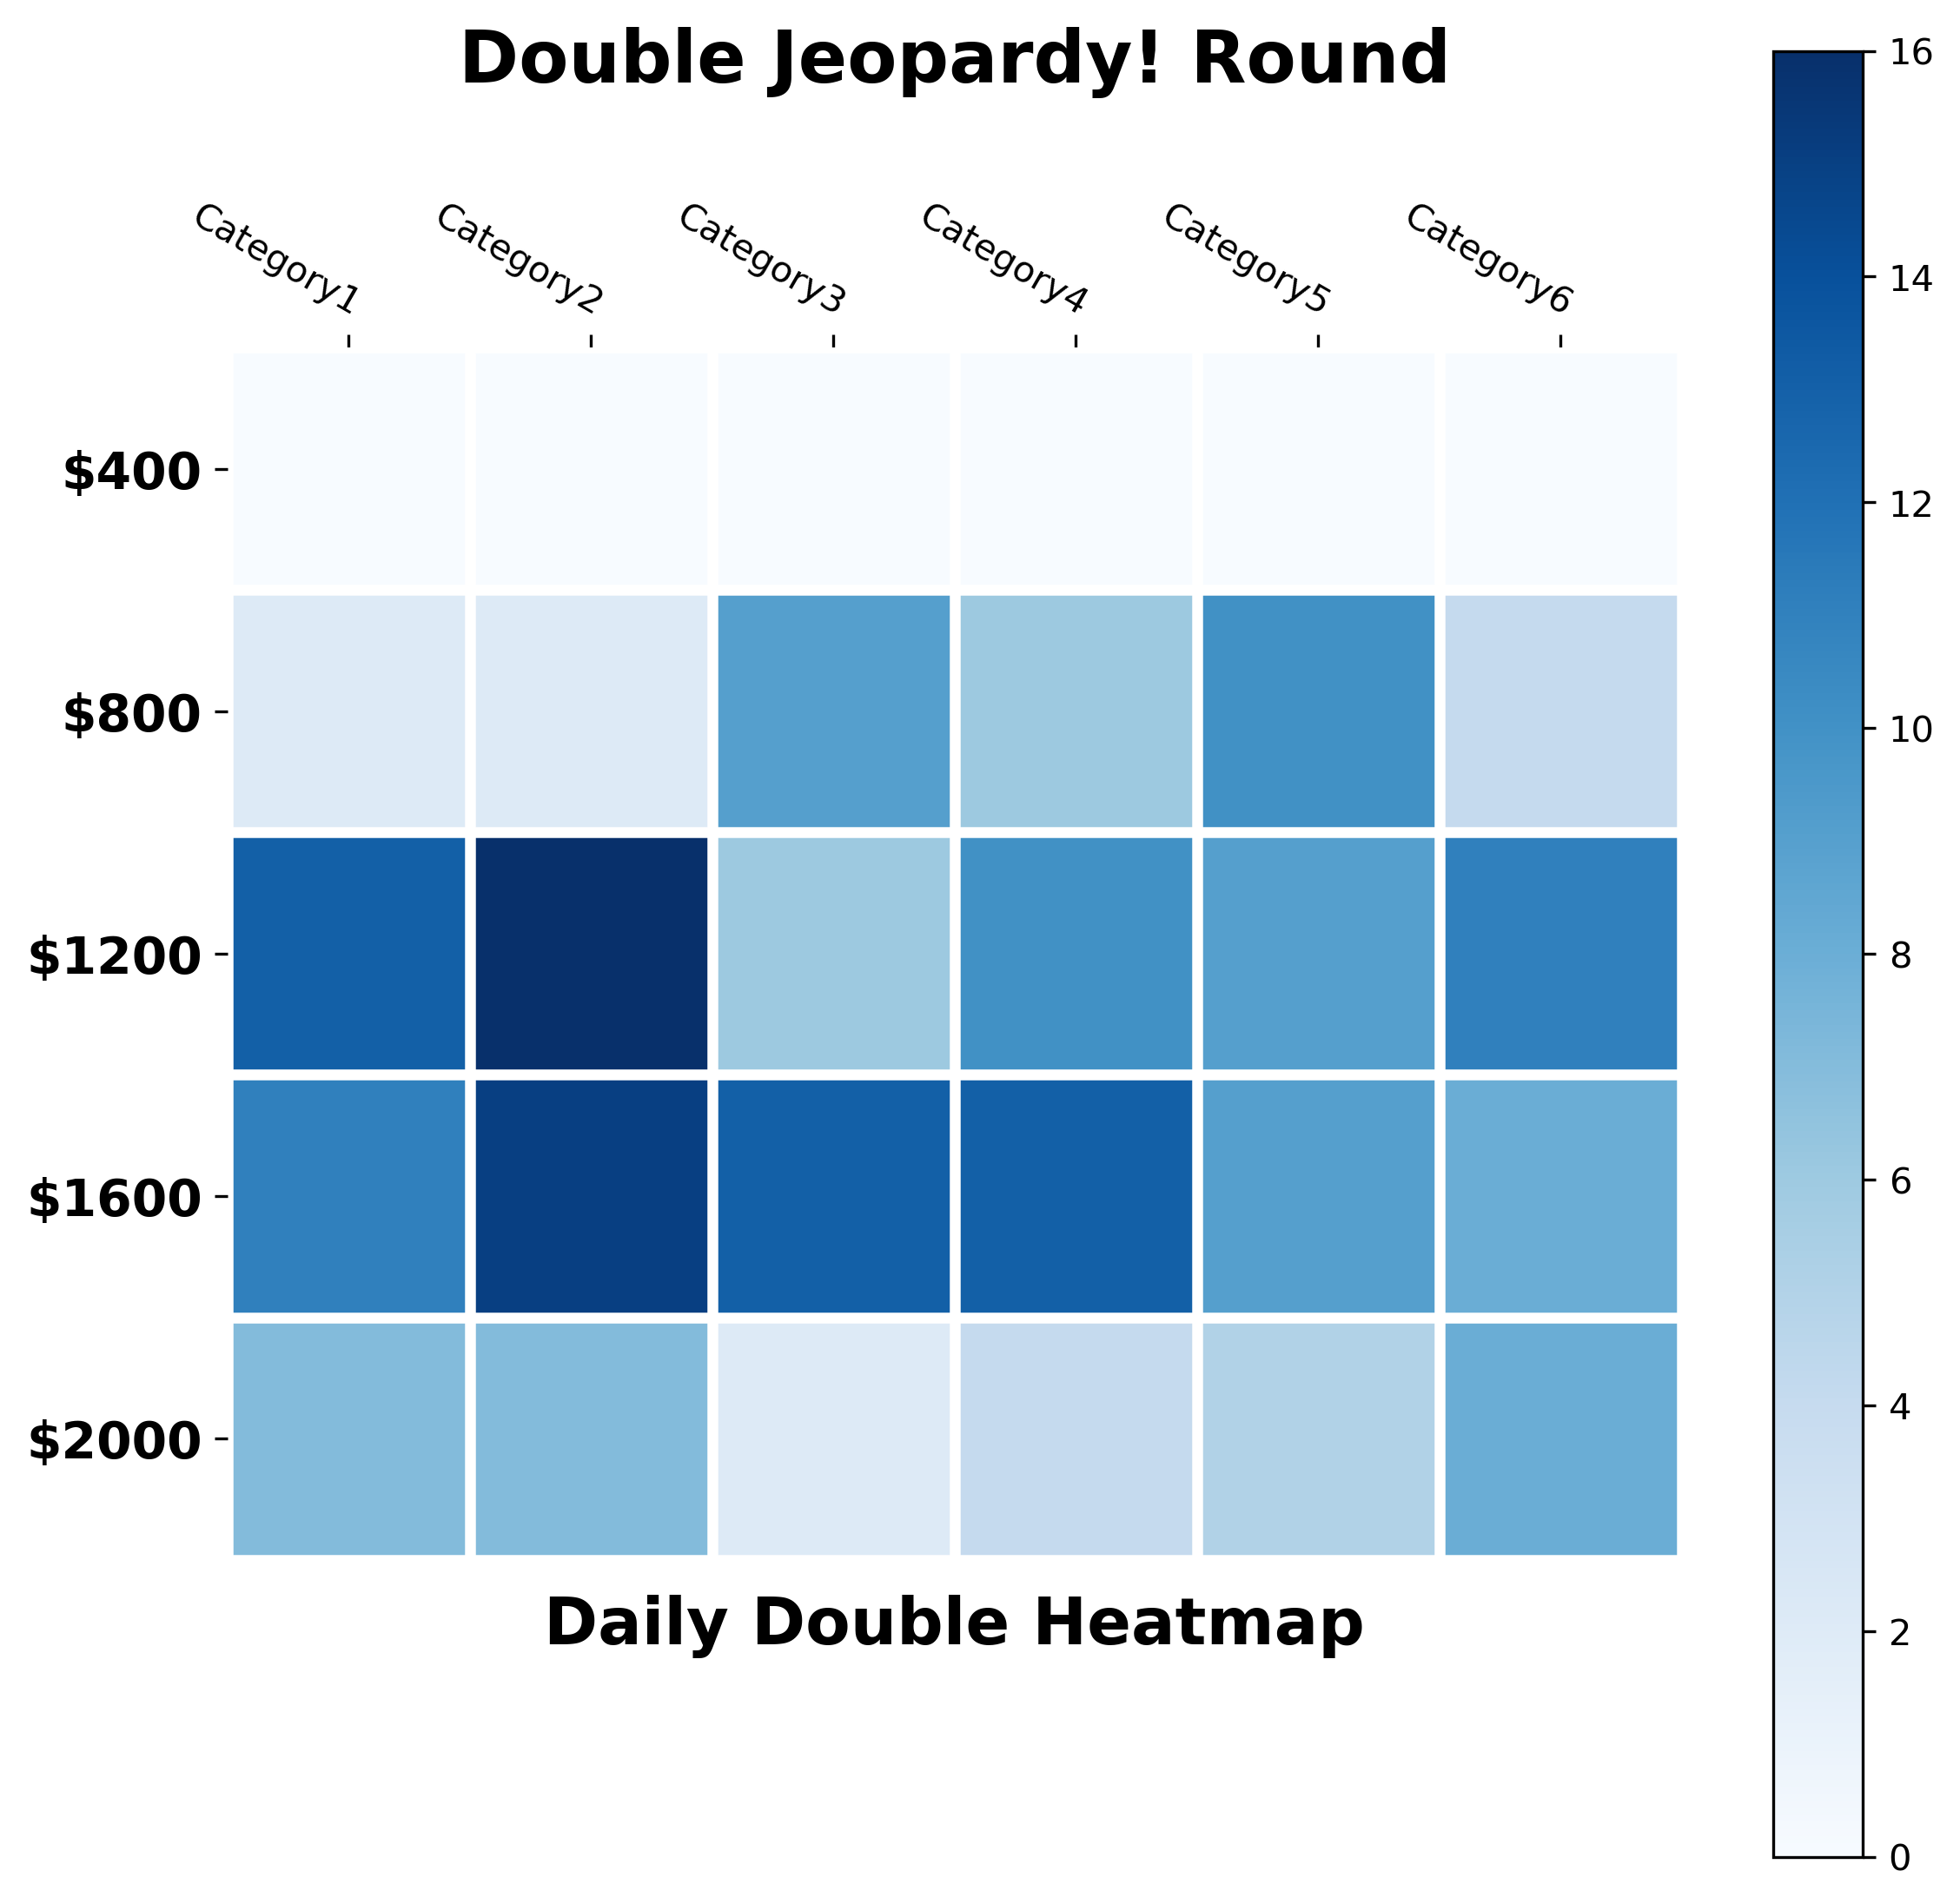 Double Jeopardy! Round
Category1
Category2
Category3
Category4
Category5
Category6
$400
$800
$1200
$1600
$2000
Daily Double Heatmap
16
14
12
10
8
6
4
2
0